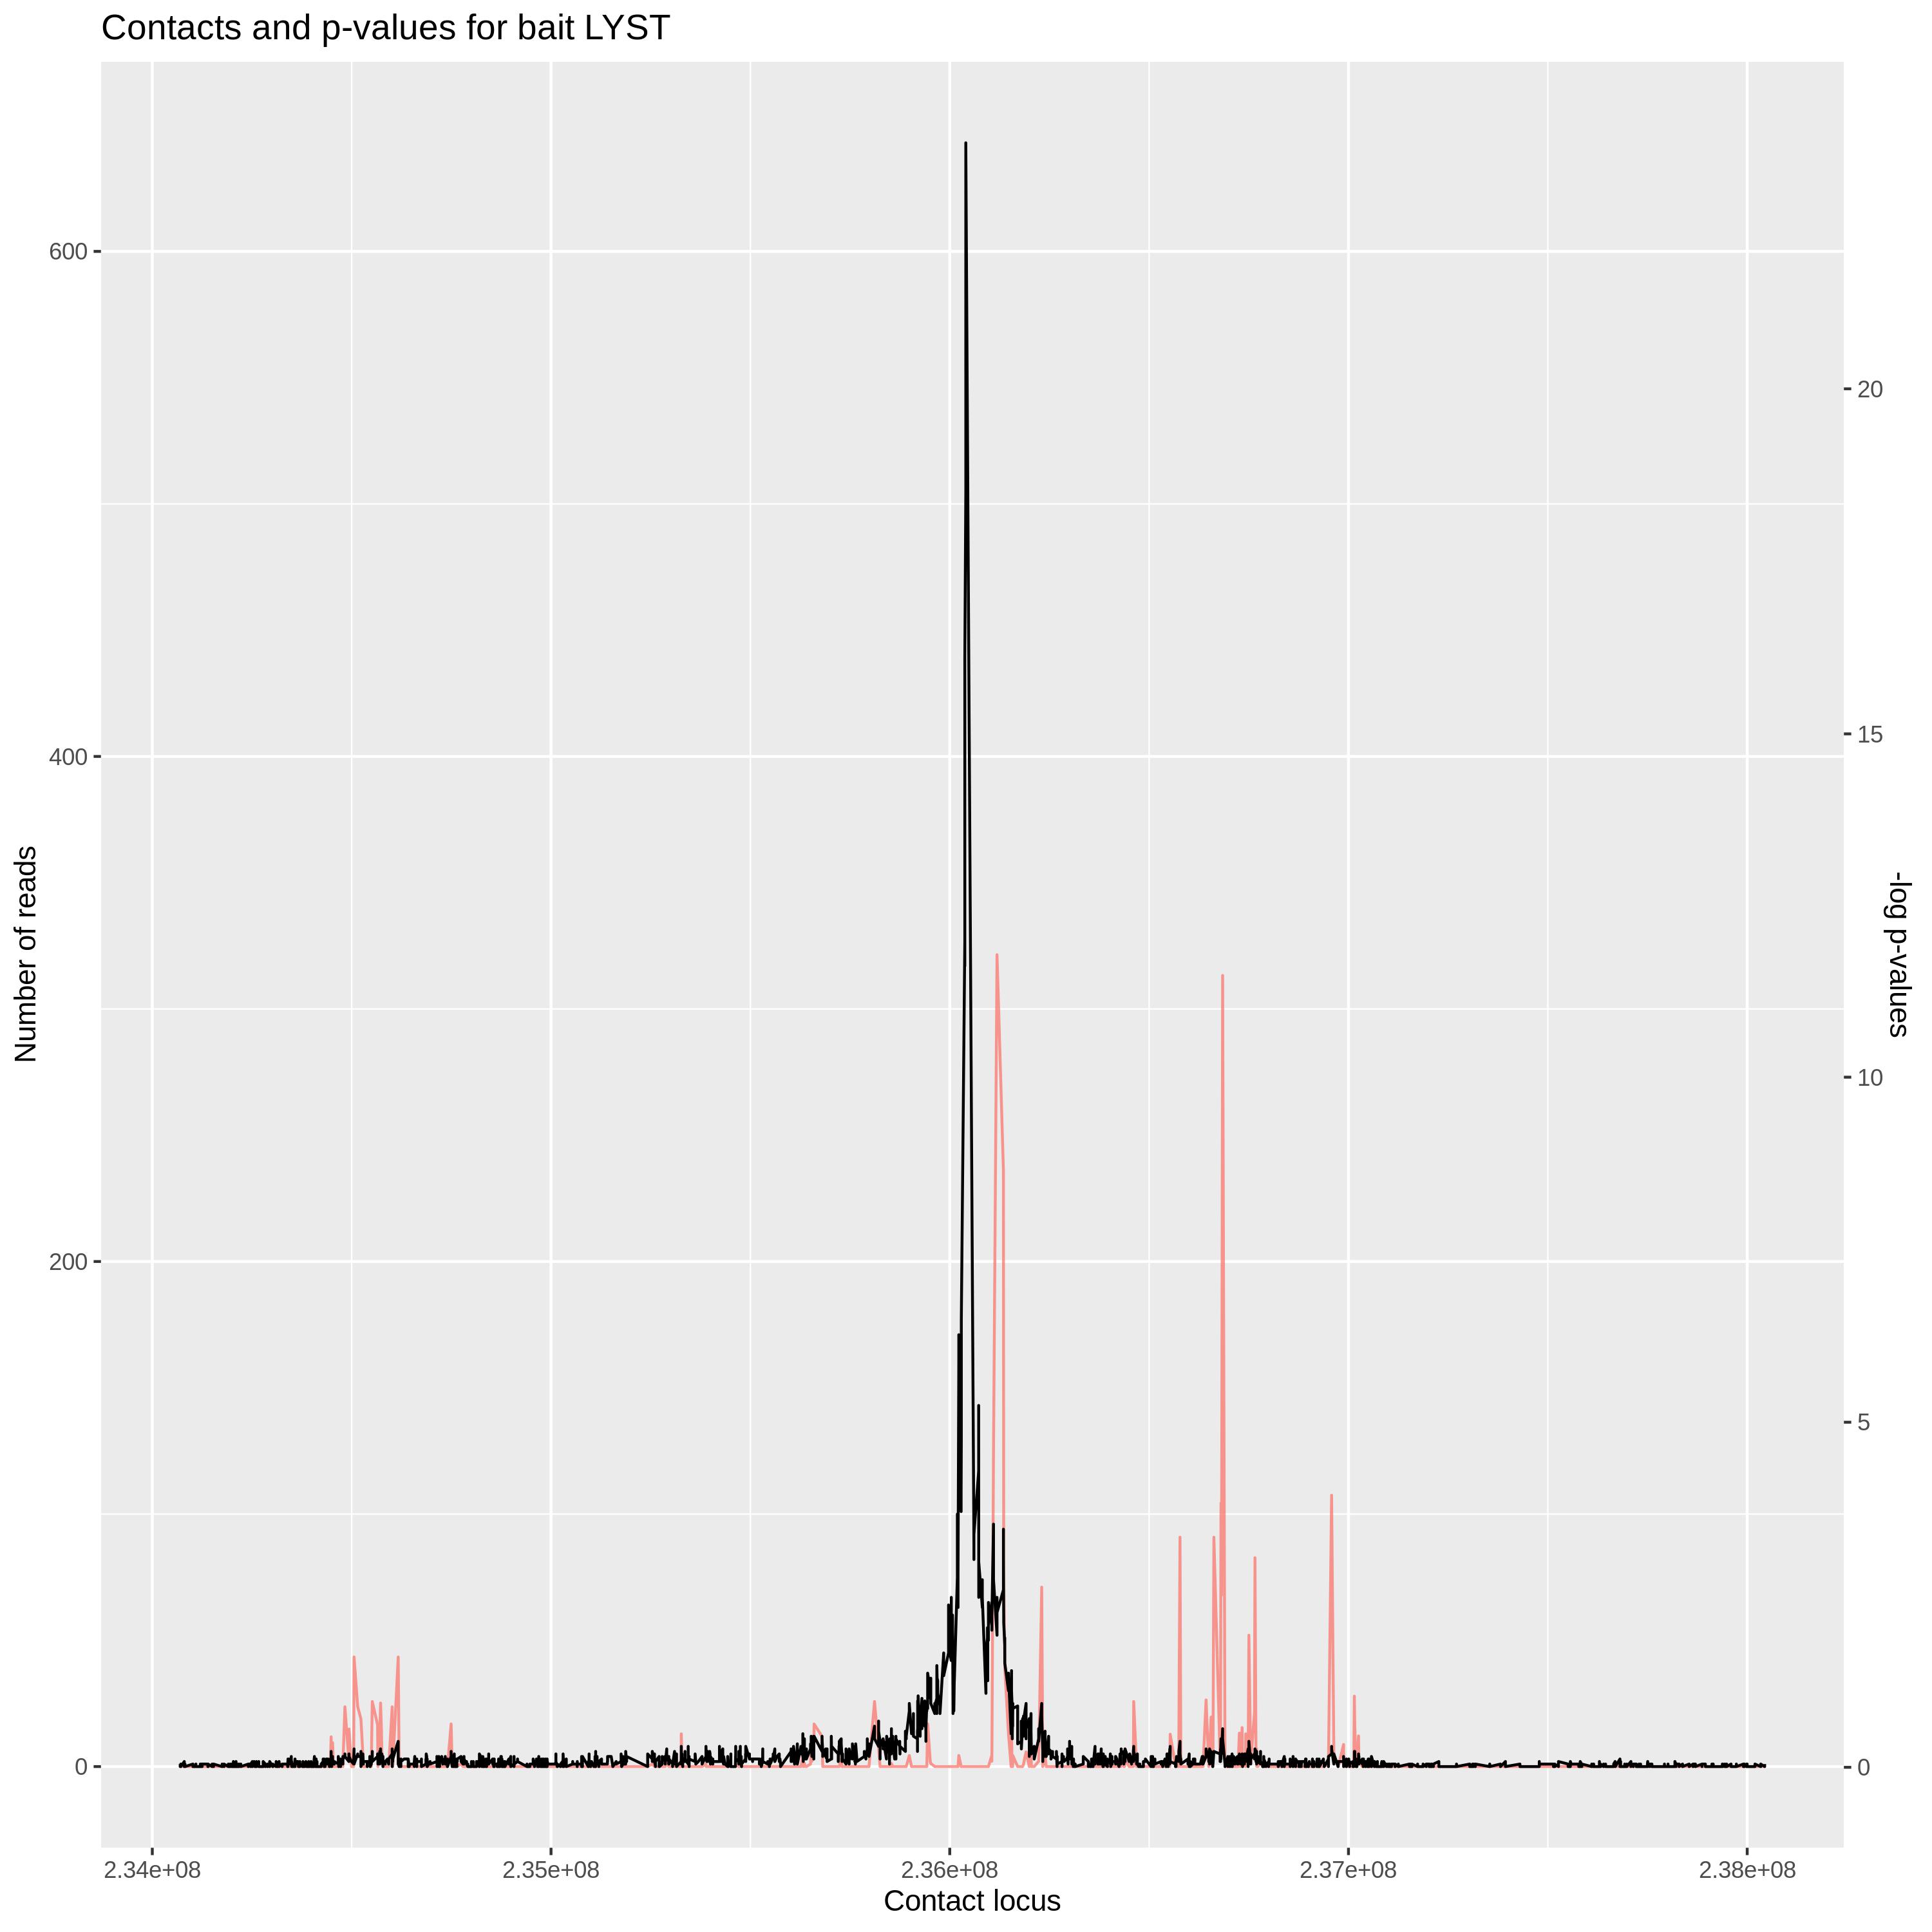 Contacts and p-values for bait LYST
600
400
200
0
20
15
10
5
0
Number of reads
-log p-values
2.34e+08 2.35e+08 2.36e+08 2.37e+08 2.38e+08
Contact locus